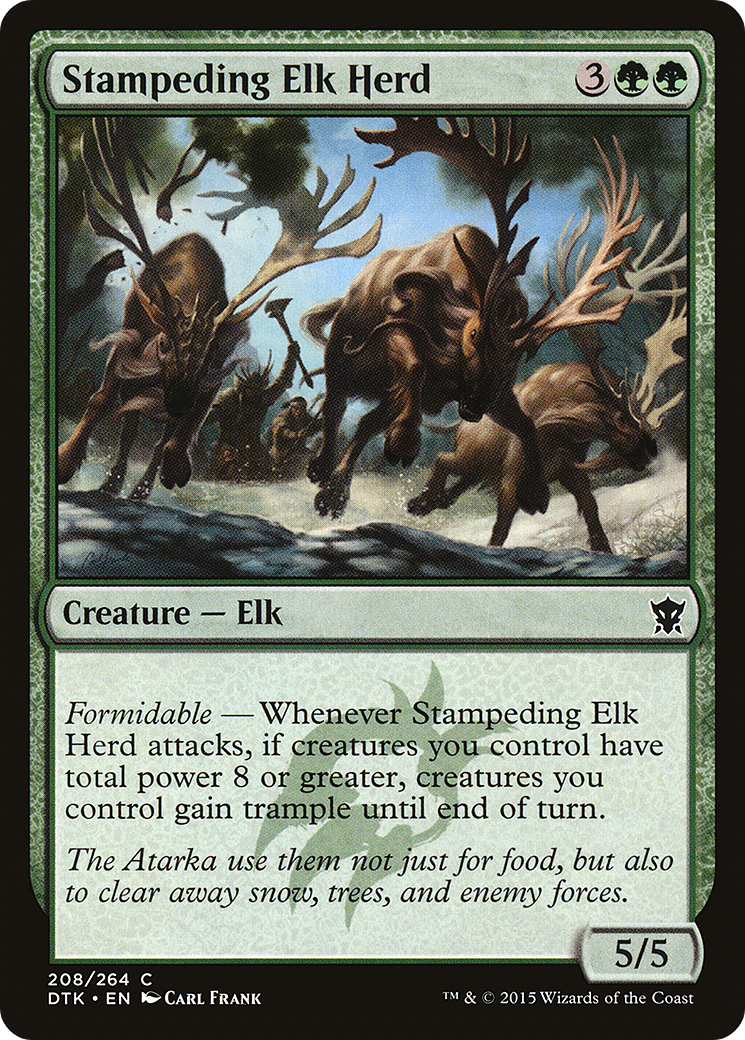 Stampeding Elk Herd 3
Creature — Elk
Formidable — Whenever Stampeding Elk
Herd attacks, if creatures you control have
total power 8 or greater, creatures you
control gain trample until end of turn.
The Atarka use them not just for food, but also
to clear away snow, trees, and enemy forces.
5/5
208/264 C
DTK • EN Carl Frank
™ & © 2015 Wizards of the Coast